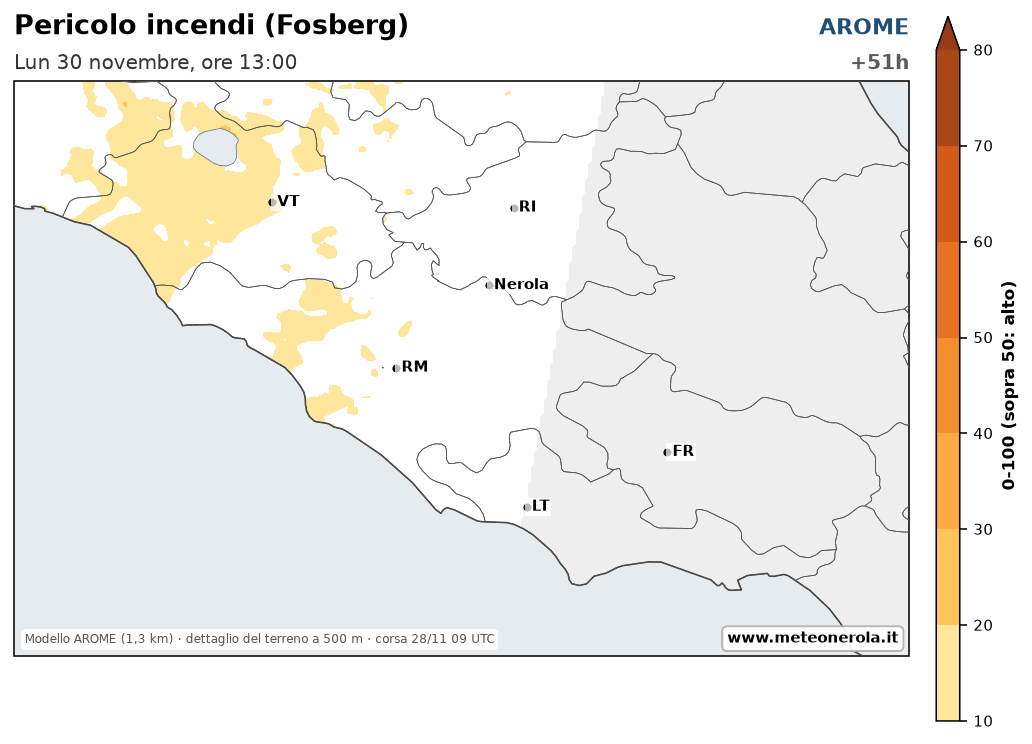 Pericolo incendi (Fosberg)
AROME
Lun 30 novembre, ore 13:00
+51h
VT
RI
Nerola
RM
FR
LT
80
70
60
50
40
30
20
10
0-100 (sopra 50: alto)
Modello AROME (1,3 km) · dettaglio del terreno a 500 m · corsa 28/11 09 UTC
www.meteonerola.it